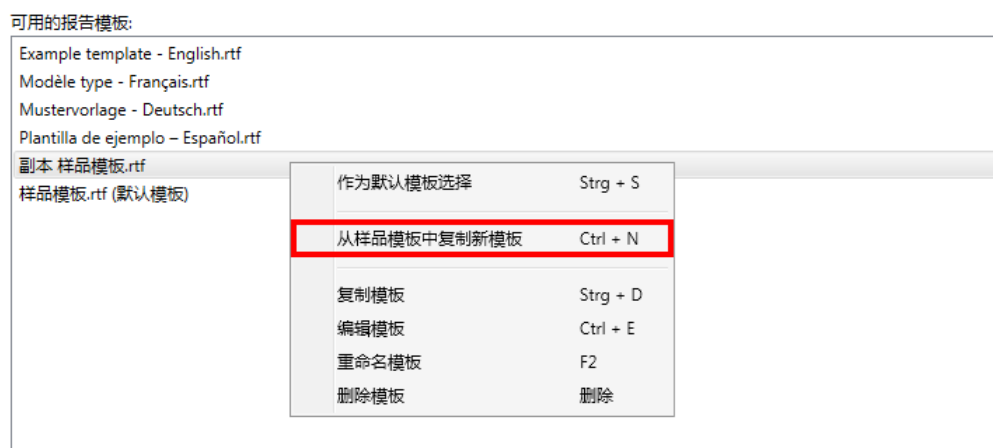 可用的报告模板:
Example template - English.rtf
Modèle type - Français.rtf
Mustervorlage - Deutsch.rtf
Plantilla de ejemplo – Español.rtf
副本 样品模板.rtf
样品模板.rtf (默认模板)
作为默认模板选择 Strg + S
从样品模板中复制新模板 Ctrl + N
复制模板 Strg + D
编辑模板 Ctrl + E
重命名模板 F2
删除模板 删除